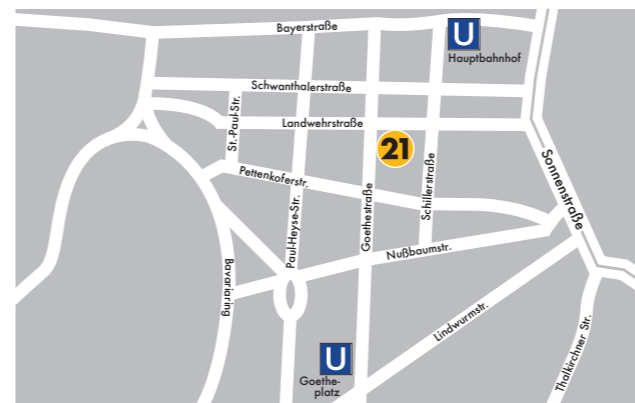 Bayerstraße
U
Hauptbahnhof
Schwanthalerstraße
St.-Paul-Str.
Landwehrstraße
21
Sonnenstraße
Pettenkoferstr.
Schillerstraße
Goethestraße
Paul-Heyse-Str.
Nußbaumstr.
Bavariaring
Lindwurmstr.
U
Goethe-
platz
Thalkirchner Str.